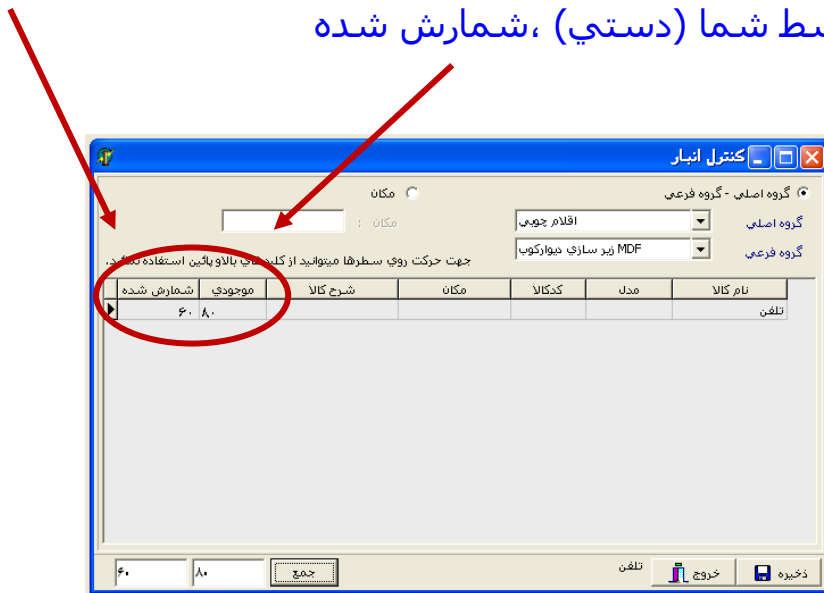 شما (دستي) ،شمارش شده
کنترل انبار
گروه اصلي - گروه فرعي
مکان
گروه اصلي
اقلام چوبي
مکان :
گروه فرعي
MDF زير سازي ديوارکوب
جهت حرکت روي سطرها ميتوانيد از کليدهاي بالا و پائين استفاده نمائيد.
نام کالا مدل کدکالا مکان شرح کالا موجودي شمارش شده
تلفن ۸۰ ۶۰
ذخيره خروج تلفن جمع ۸۰ ۶۰